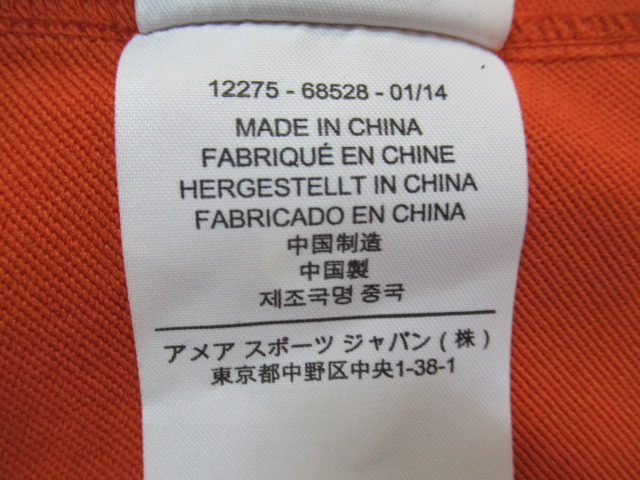 12275 - 68528 - 01/14
MADE IN CHINA
FABRIQUÉ EN CHINE
HERGESTELLT IN CHINA
FABRICADO EN CHINA
中国制造
中国製
제조국명 중국
アメア スポーツ ジャパン ( 株 )
東京都中野区中央1-38-1